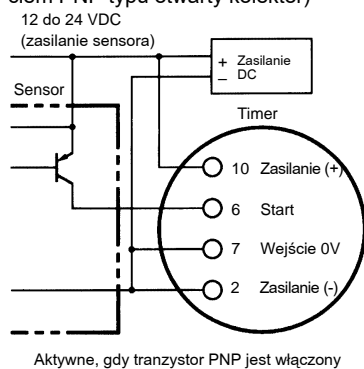 siem PNP typu otwarty kolektor)
12 do 24 VDC
(zasilanie sensora)
+ Zasilanie
– DC
Sensor
Timer
10 Zasilanie (+)
6 Start
7 Wejście 0V
2 Zasilanie (-)
Aktywne, gdy tranzystor PNP jest włączony